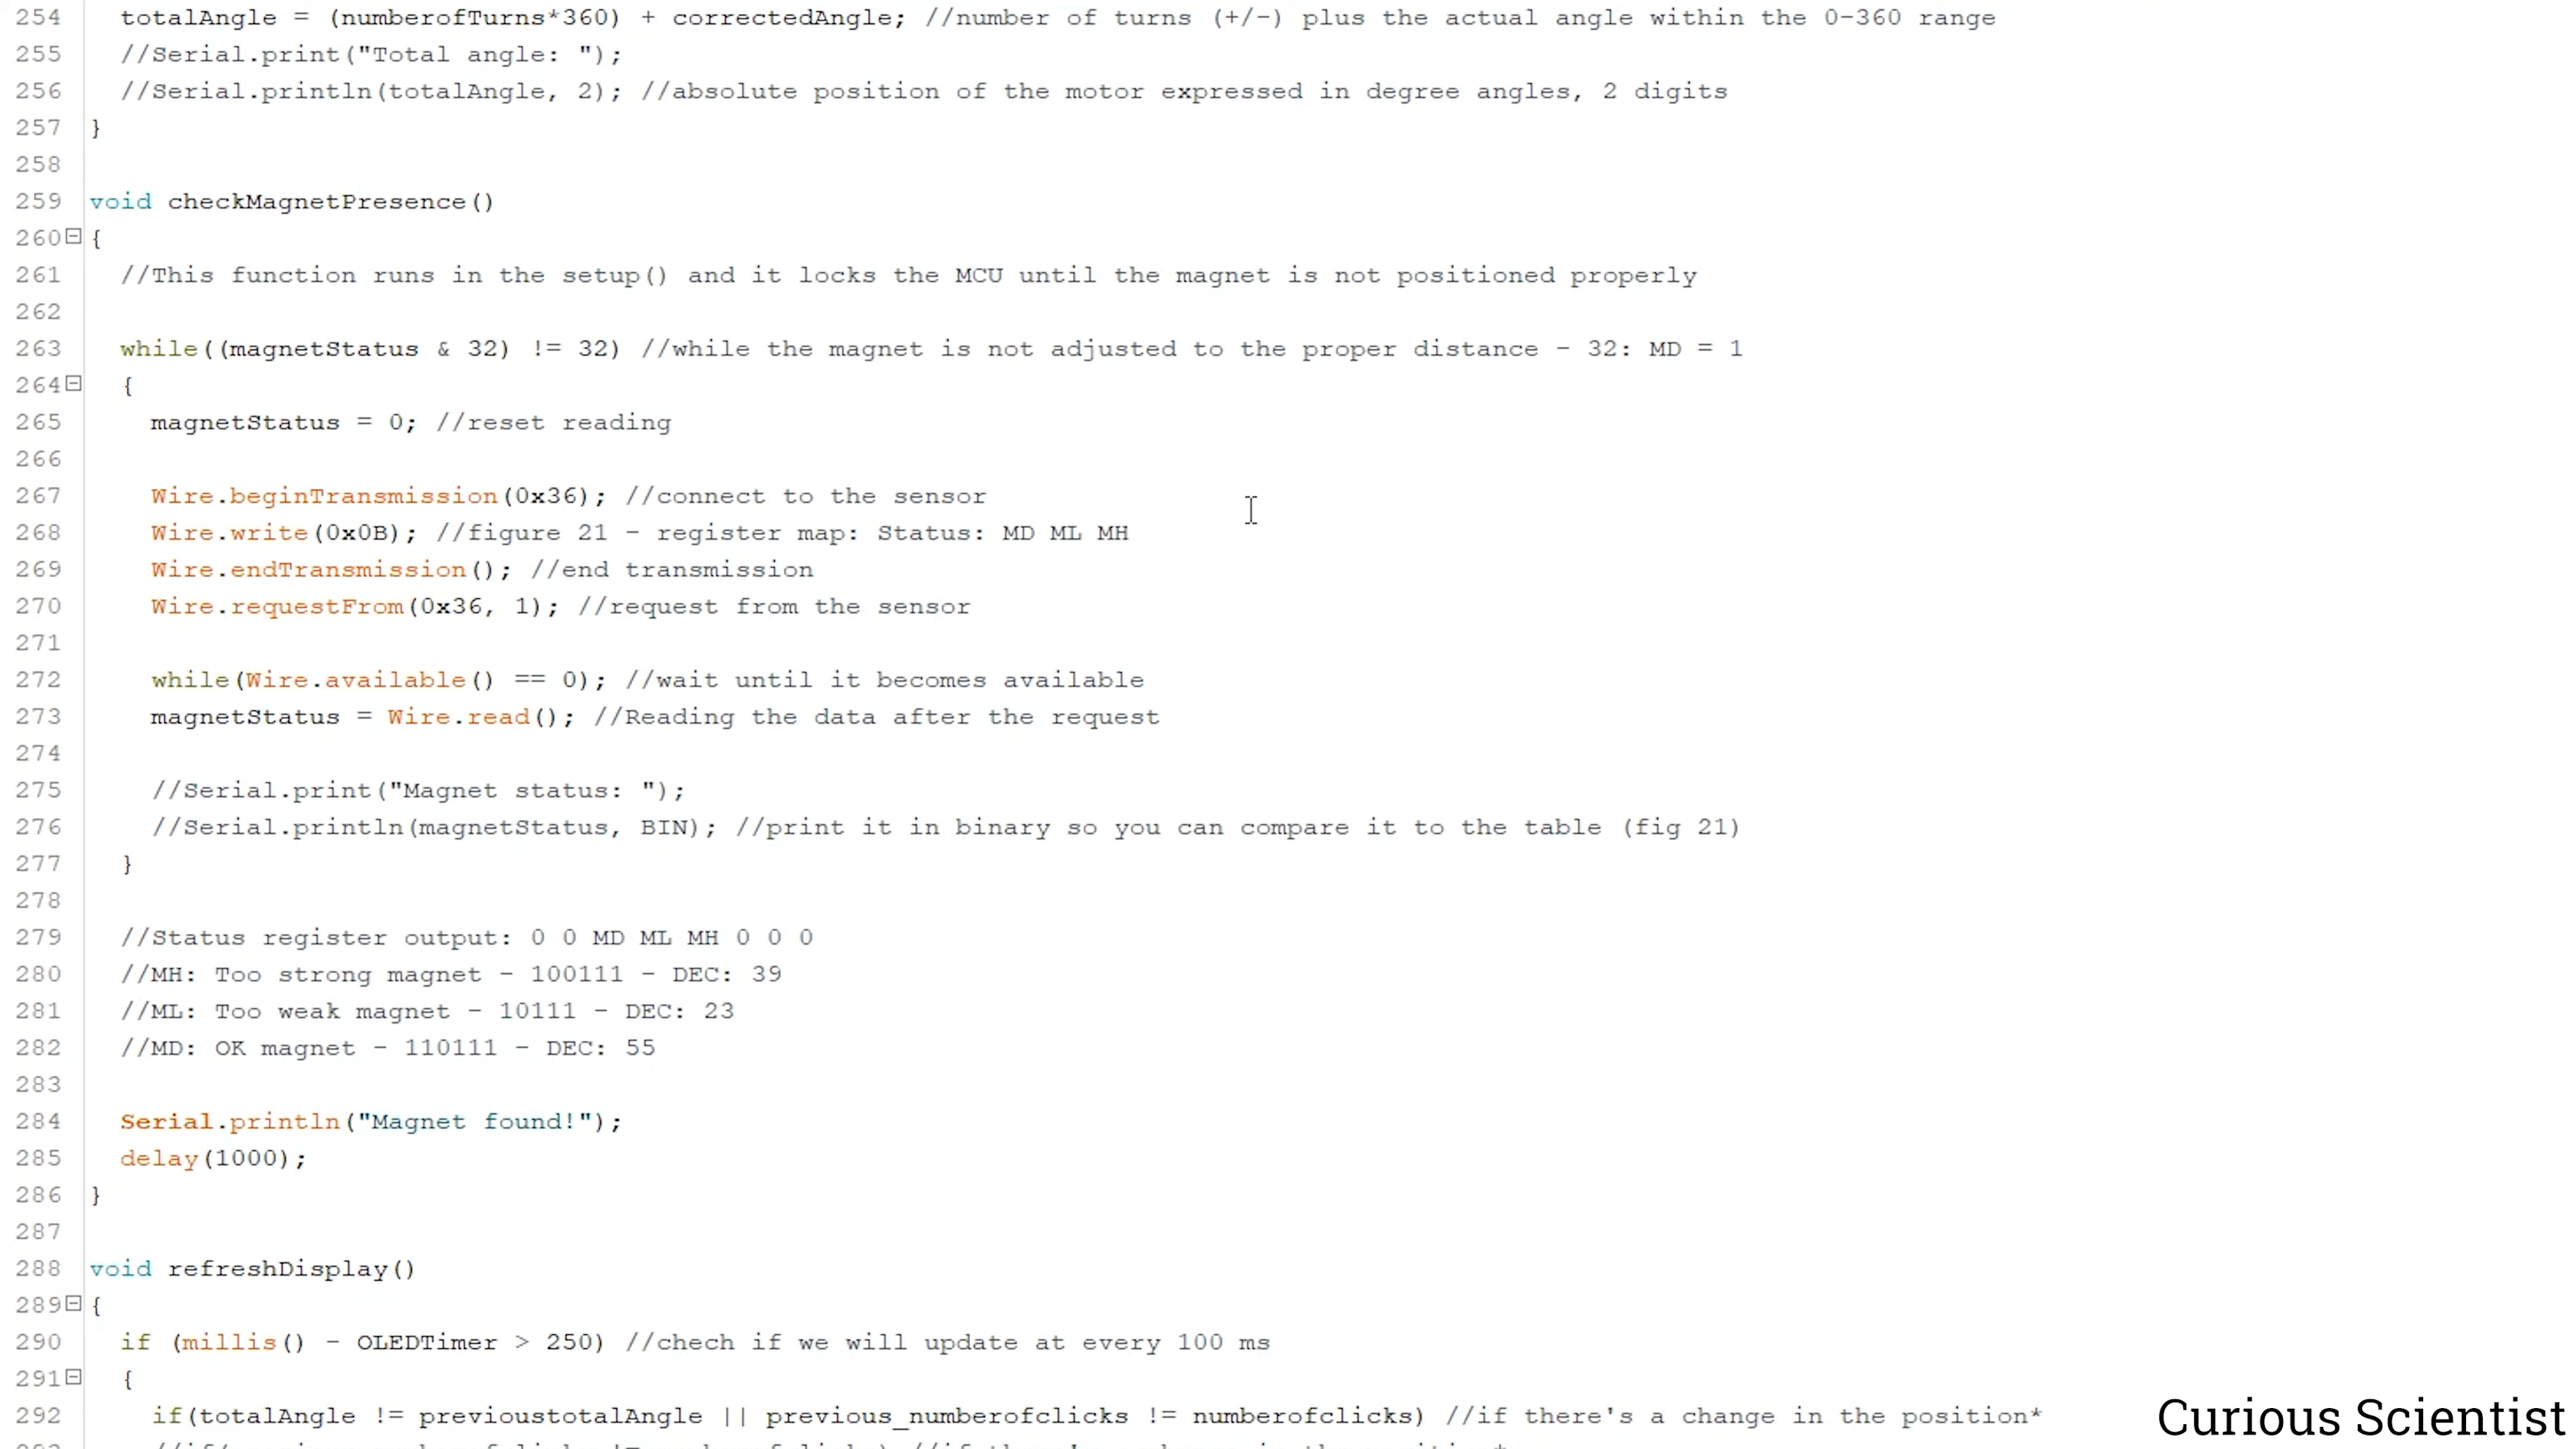 254 totalAngle = (numberofTurns*360) + correctedAngle; //number of turns (+/-) plus the actual angle within the 0-360 range
255 //Serial.print("Total angle: ");
256 //Serial.println(totalAngle, 2); //absolute position of the motor expressed in degree angles, 2 digits
257 }
258
259 void checkMagnetPresence()
260 {
261 //This function runs in the setup() and it locks the MCU until the magnet is not positioned properly
262
263 while((magnetStatus & 32) != 32) //while the magnet is not adjusted to the proper distance - 32: MD = 1
264 {
265 magnetStatus = 0; //reset reading
266
267 Wire.beginTransmission(0x36); //connect to the sensor
268 Wire.write(0x0B); //figure 21 - register map: Status: MD ML MH
269 Wire.endTransmission(); //end transmission
270 Wire.requestFrom(0x36, 1); //request from the sensor
271
272 while(Wire.available() == 0); //wait until it becomes available
273 magnetStatus = Wire.read(); //Reading the data after the request
274
275 //Serial.print("Magnet status: ");
276 //Serial.println(magnetStatus, BIN); //print it in binary so you can compare it to the table (fig 21)
277 }
278
279 //Status register output: 0 0 MD ML MH 0 0 0
280 //MH: Too strong magnet - 100111 - DEC: 39
281 //ML: Too weak magnet - 10111 - DEC: 23
282 //MD: OK magnet - 110111 - DEC: 55
283
284 Serial.println("Magnet found!");
285 delay(1000);
286 }
287
288 void refreshDisplay()
289 {
290 if (millis() - OLEDTimer > 250) //chech if we will update at every 100 ms
291 {
292 if(totalAngle != previoustotalAngle || previous_numberofclicks != numberofclicks) //if there's a change in the position*
Curious Scientist